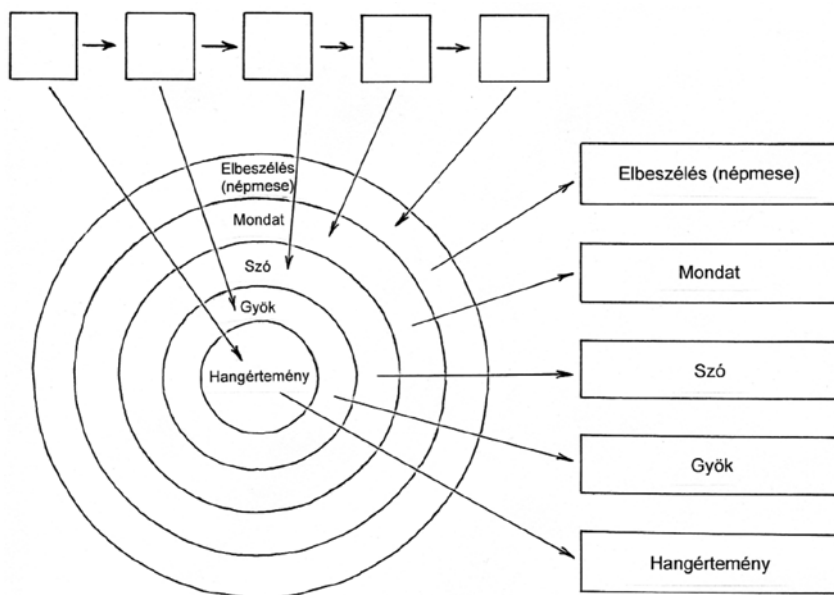 Elbeszélés
(népmese)
Mondat
Szó
Gyök
Hangértemény
Elbeszélés (népmese)
Mondat
Szó
Gyök
Hangértemény